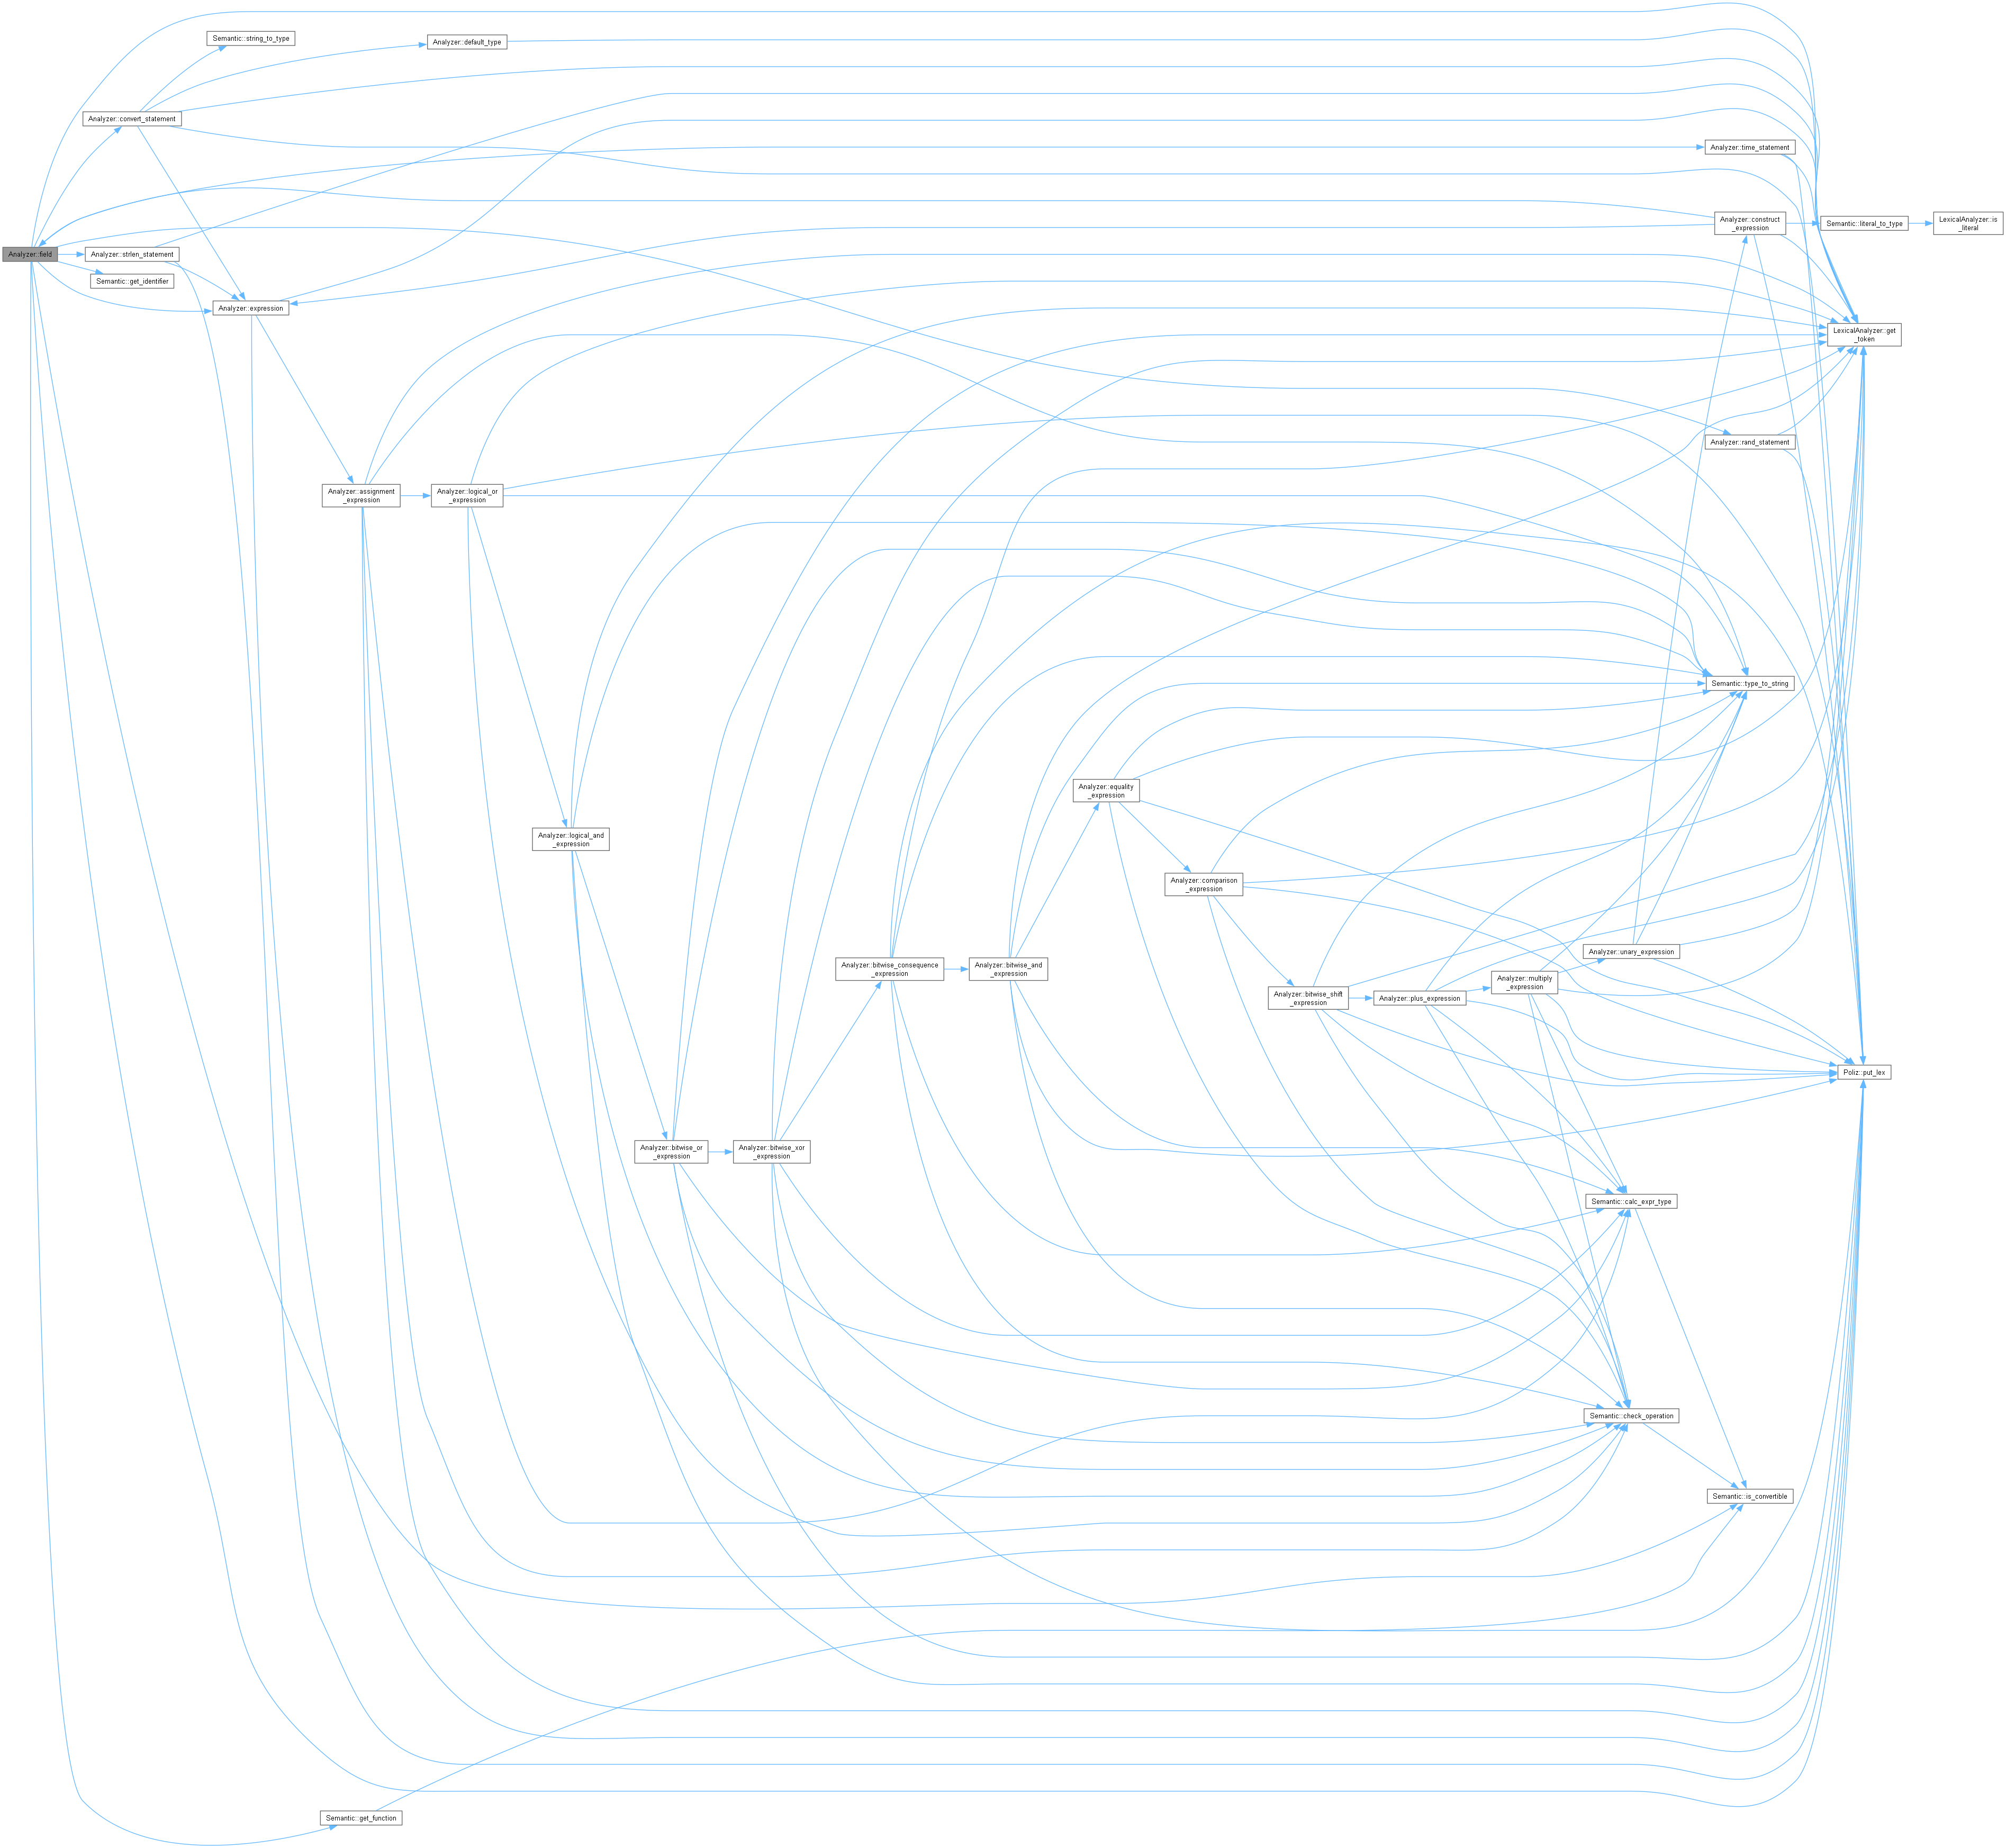 Semantic::string_to_type
Analyzer::default_type
Analyzer::convert_statement
Analyzer::time_statement
Analyzer::construct
_expression
Semantic::literal_to_type
LexicalAnalyzer::is
_literal
Analyzer::field
Analyzer::strlen_statement
Semantic::get_identifier
Analyzer::expression
LexicalAnalyzer::get
_token
Analyzer::rand_statement
Analyzer::assignment
_expression
Analyzer::logical_or
_expression
Semantic::type_to_string
Analyzer::equality
_expression
Analyzer::logical_and
_expression
Analyzer::comparison
_expression
Analyzer::unary_expression
Analyzer::bitwise_consequence
_expression
Analyzer::bitwise_and
_expression
Analyzer::multiply
_expression
Analyzer::bitwise_shift
_expression
Analyzer::plus_expression
Poliz::put_lex
Analyzer::bitwise_or
_expression
Analyzer::bitwise_xor
_expression
Semantic::calc_expr_type
Semantic::check_operation
Semantic::is_convertible
Semantic::get_function